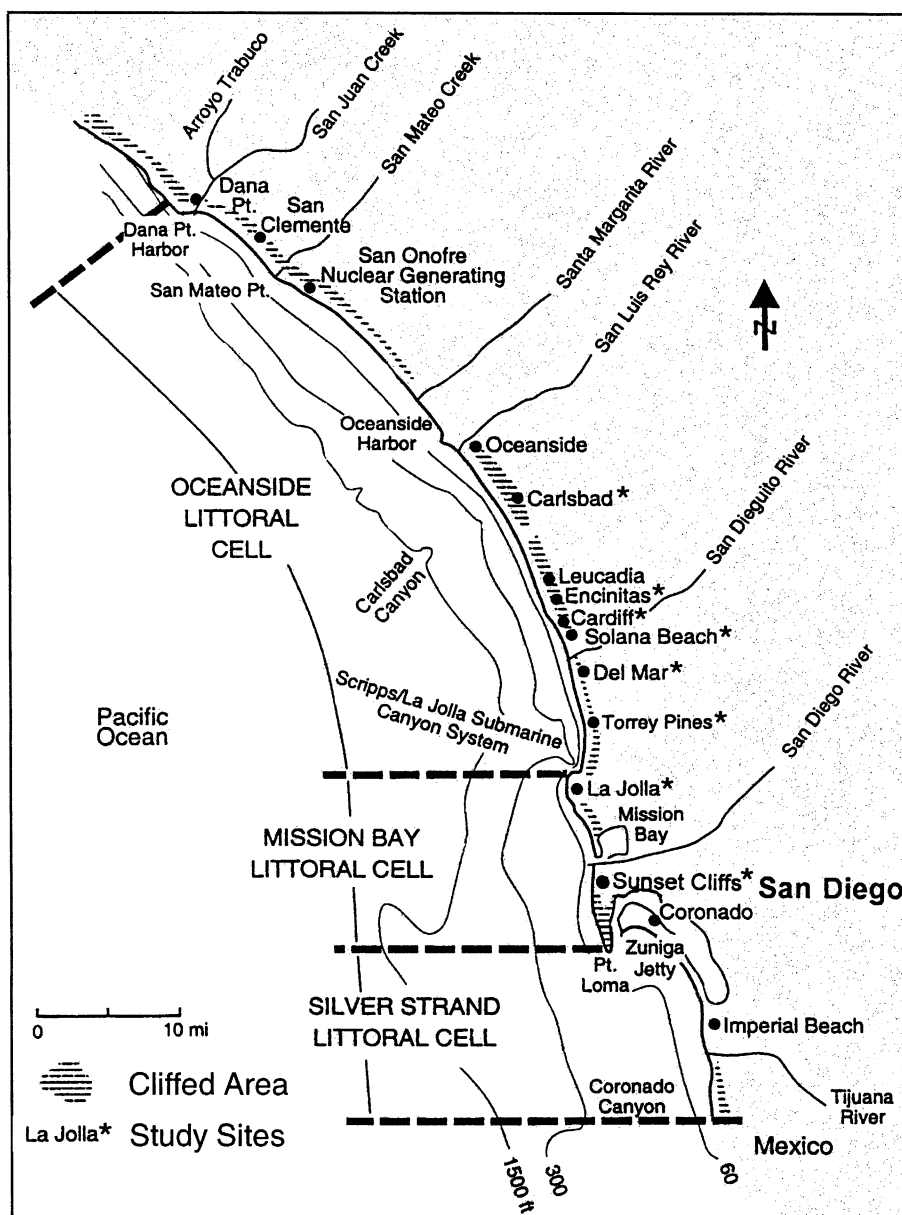 Arroyo Trabuco
San Juan Creek
San Mateo Creek
Dana
Pt.
San
Clemente
Dana Pt.
Harbor
San Mateo Pt.
San Onofre
Nuclear Generating
Station
Santa Margarita River
San Luis Rey River
N
Oceanside
Harbor
Oceanside
OCEANSIDE
LITTORAL
CELL
Carlsbad*
San Dieguito River
Carlsbad
Canyon
Leucadia
Encinitas*
Cardiff*
Solana Beach*
Del Mar*
Scripps/La Jolla Submarine
Canyon System
Torrey Pines*
San Diego River
Pacific
Ocean
La Jolla*
Mission
Bay
MISSION BAY
LITTORAL CELL
Sunset Cliffs*
San Diego
Coronado
Zuniga
Jetty
Pt.
Loma
SILVER STRAND
LITTORAL CELL
Imperial Beach
0 10 mi
Cliffed Area
Coronado
Canyon
Tijuana
River
La Jolla* Study Sites
Mexico
1500 ft
300
60